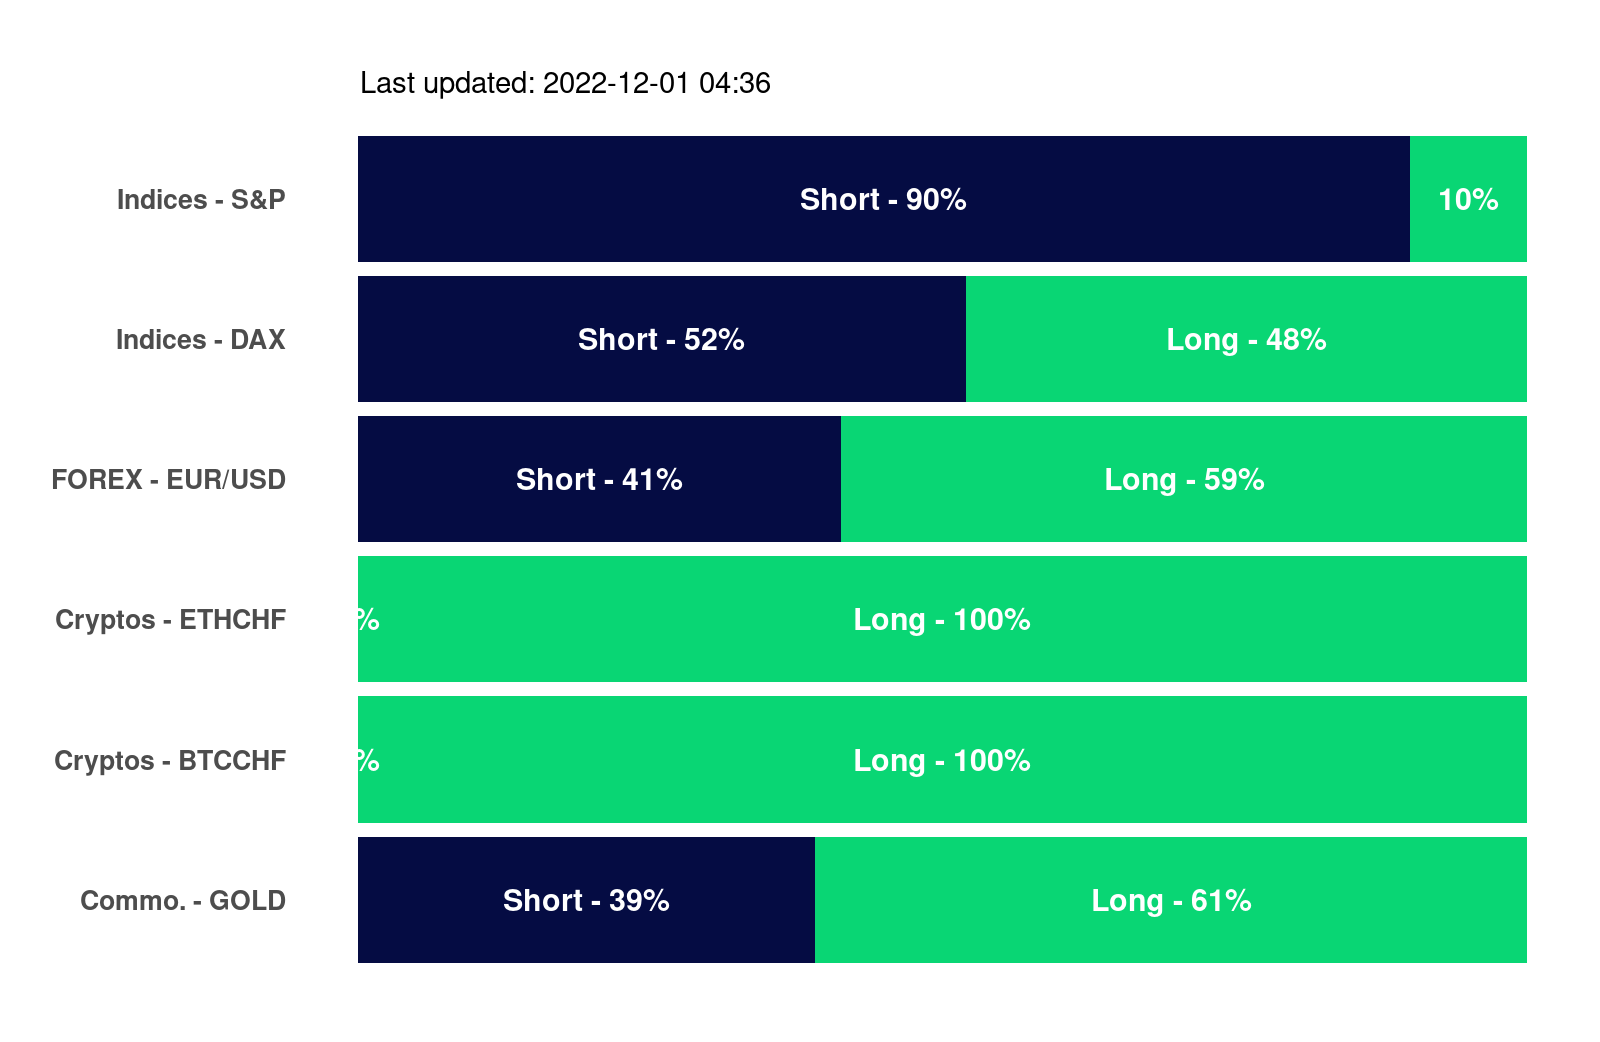 Last updated: 2022-12-01 04:36
Indices - S&P Short - 90% 10%
Indices - DAX Short - 52% Long - 48%
FOREX - EUR/USD Short - 41% Long - 59%
Cryptos - ETHCHF % Long - 100%
Cryptos - BTCCHF % Long - 100%
Commo. - GOLD Short - 39% Long - 61%